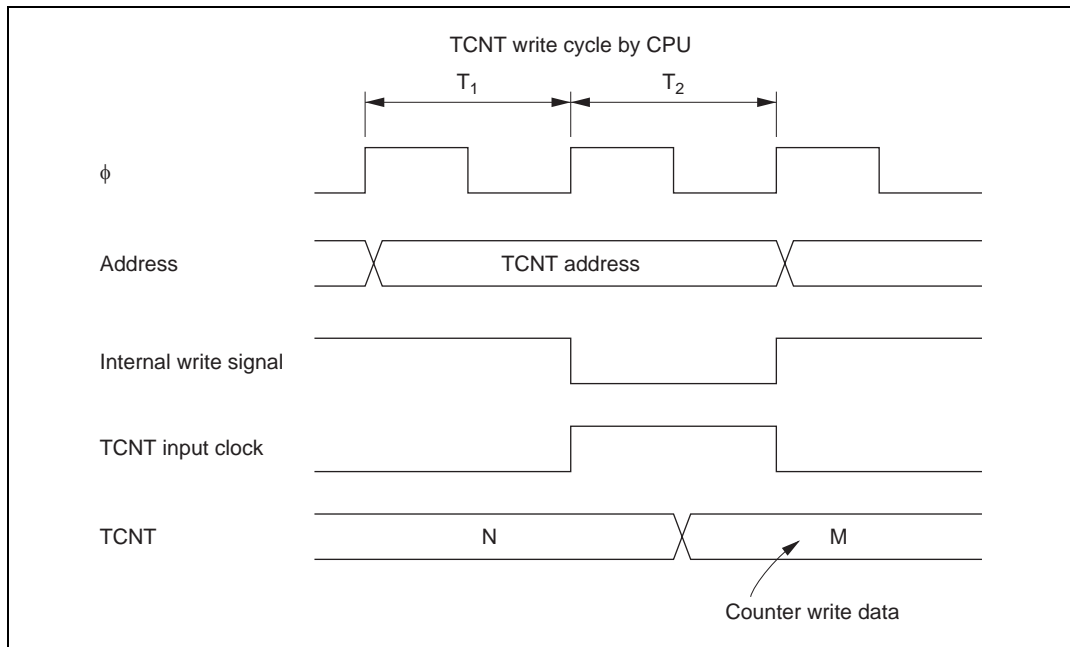 TCNT write cycle by CPU
T1 T2
ϕ
Address TCNT address
Internal write signal
TCNT input clock
TCNT N M
Counter write data